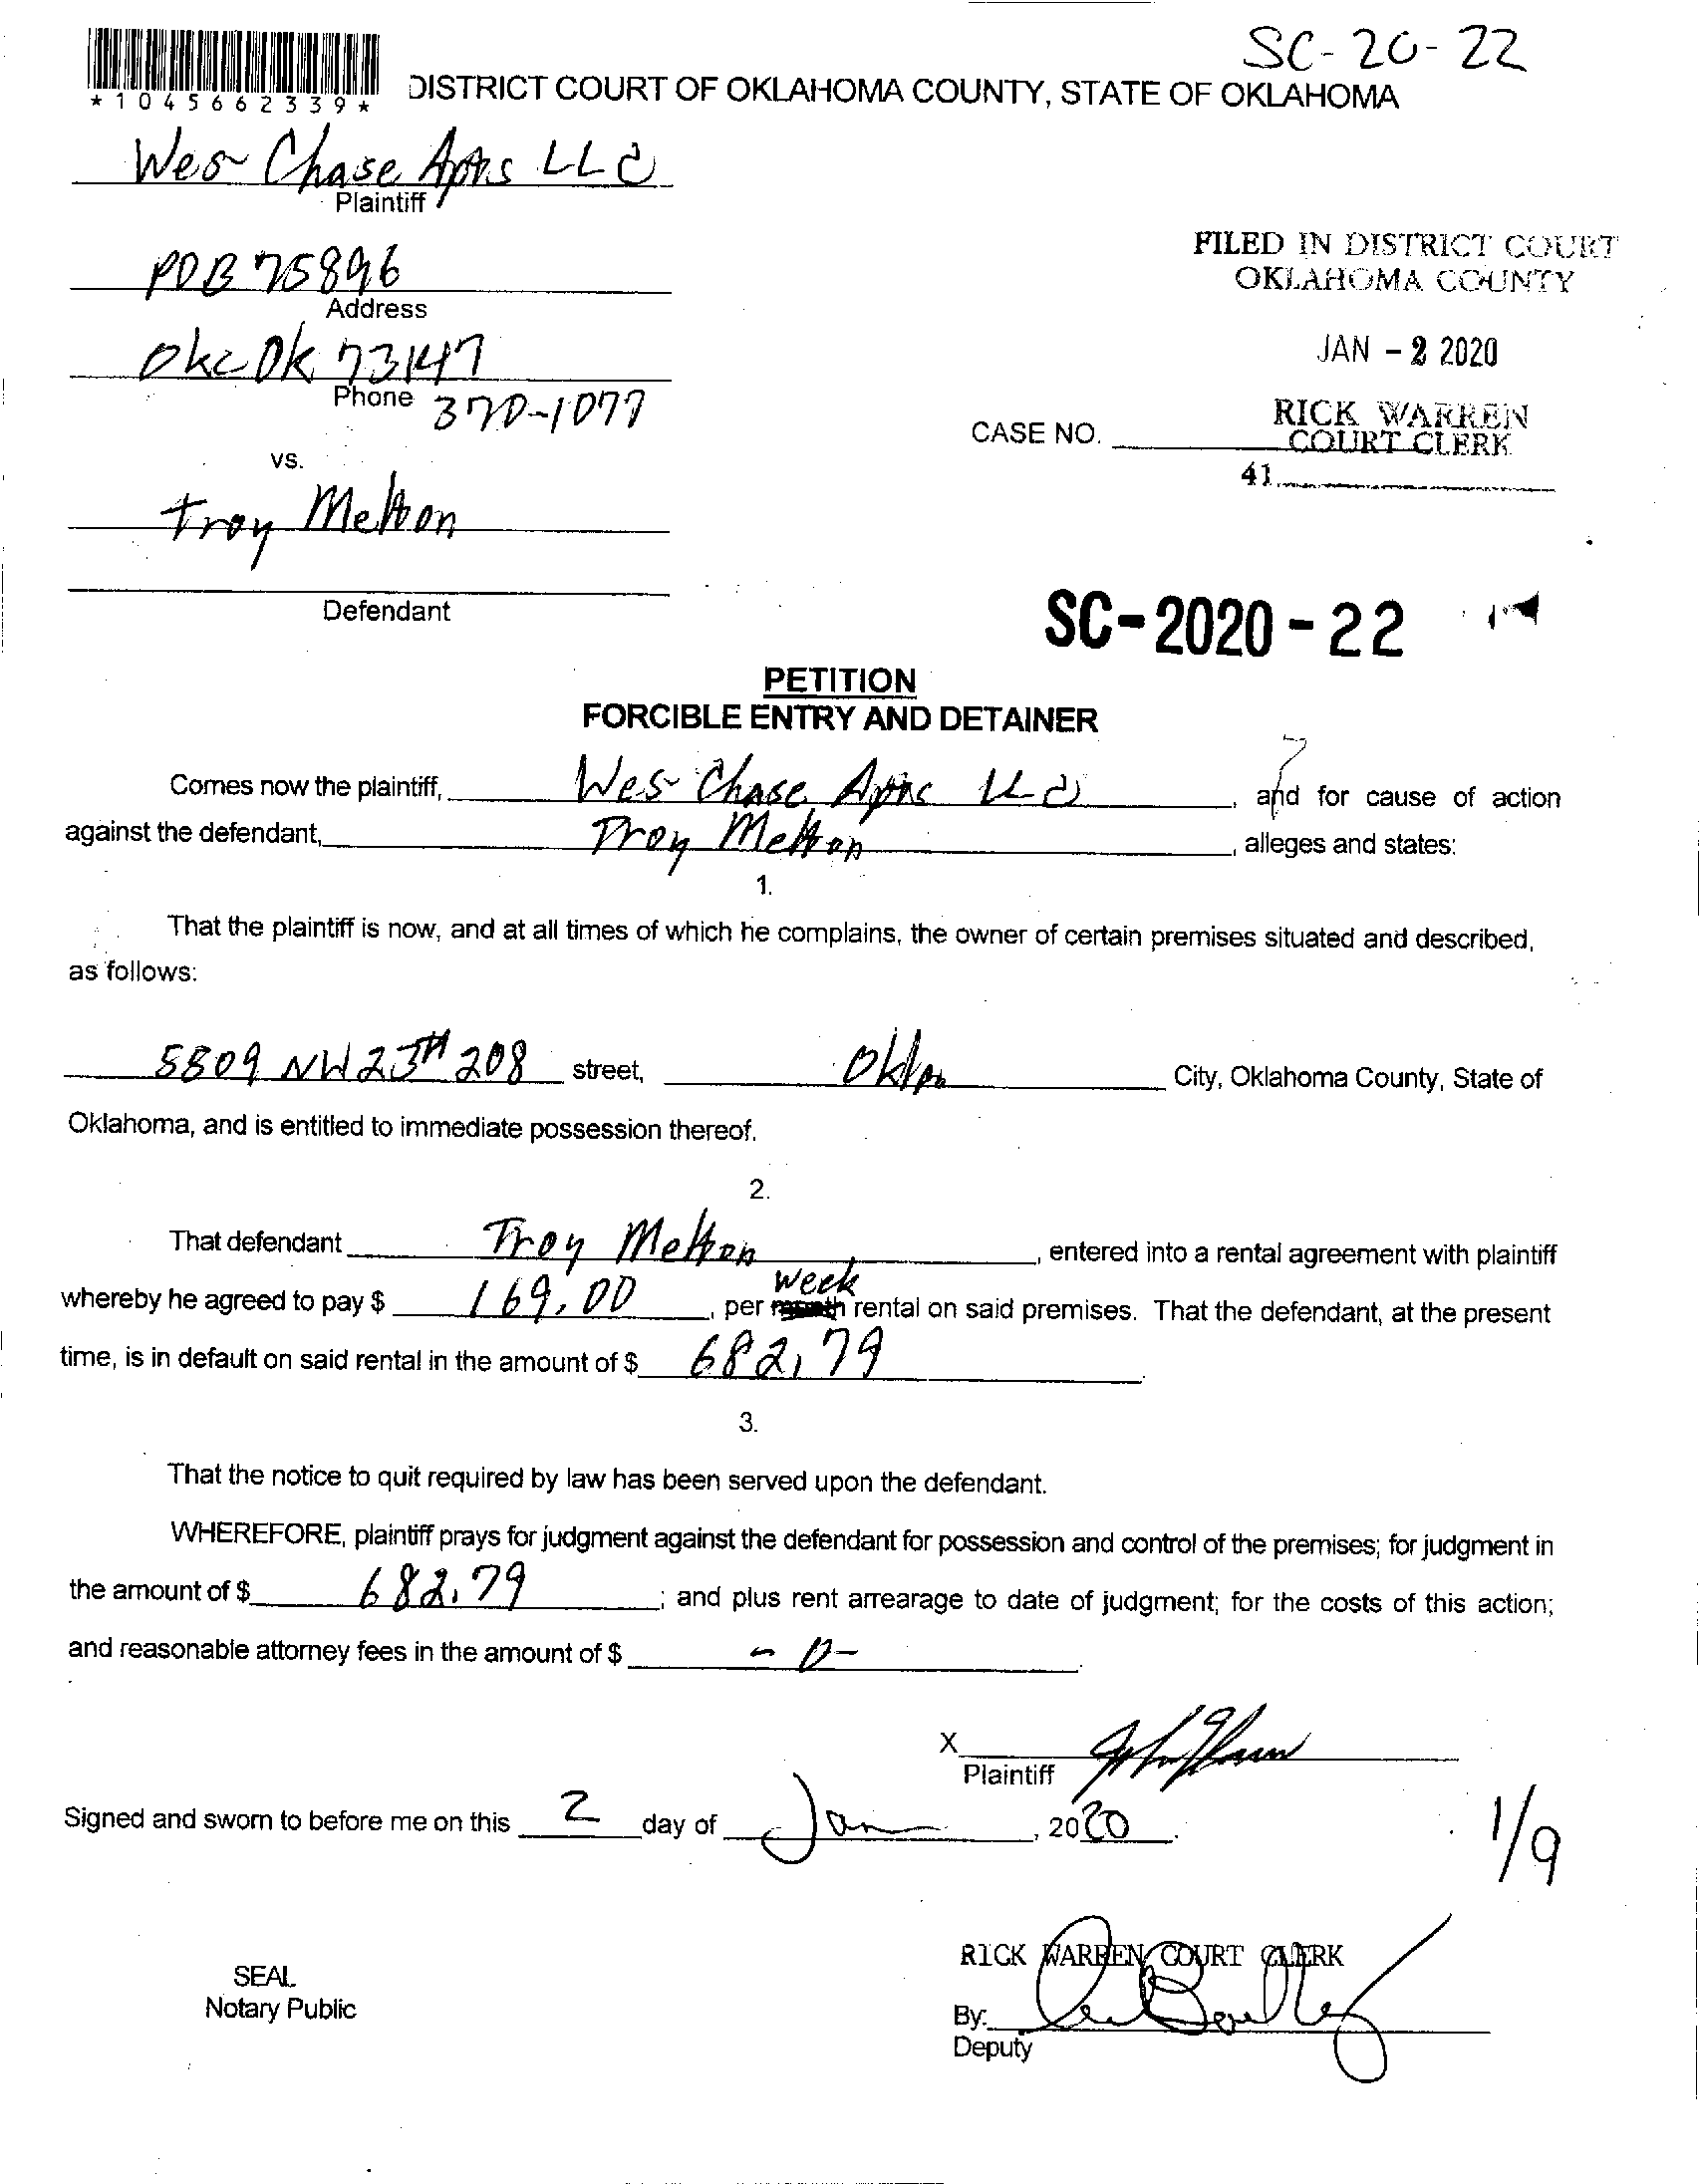 SC-20-22
*1045662339*
DISTRICT COURT OF OKLAHOMA COUNTY, STATE OF OKLAHOMA
Wes Chase Apts LLC
Plaintiff
POB 75896
Address
FILED IN DISTRICT COURT
OKLAHOMA COUNTY
Okc Ok 73147
JAN - 2 2020
Phone 370-1077
RICK WARREN
COURT CLERK
CASE NO.
41
vs.
Troy Melton
Defendant
SC-2020-22
PETITION
FORCIBLE ENTRY AND DETAINER
Comes now the plaintiff, Wes Chase Apts LLC, and for cause of action
against the defendant, Troy Melton, alleges and states:
1.
That the plaintiff is now, and at all times of which he complains, the owner of certain premises situated and described,
as follows:
5809 NW 23TH 208 street, Okla City, Oklahoma County, State of
Oklahoma, and is entitled to immediate possession thereof.
2.
That defendant Troy Melton, entered into a rental agreement with plaintiff
week
whereby he agreed to pay $ 169.00, per month rental on said premises. That the defendant, at the present
time, is in default on said rental in the amount of $ 682.79
3.
That the notice to quit required by law has been served upon the defendant.
WHEREFORE, plaintiff prays for judgment against the defendant for possession and control of the premises; for judgment in
the amount of $ 682.79; and plus rent arrearage to date of judgment; for the costs of this action;
and reasonable attorney fees in the amount of $ -0-
X
Plaintiff
Signed and sworn to before me on this 2 day of Jan, 2020.
1/9
RICK WARREN COURT CLERK
SEAL
Notary Public
By:
Deputy